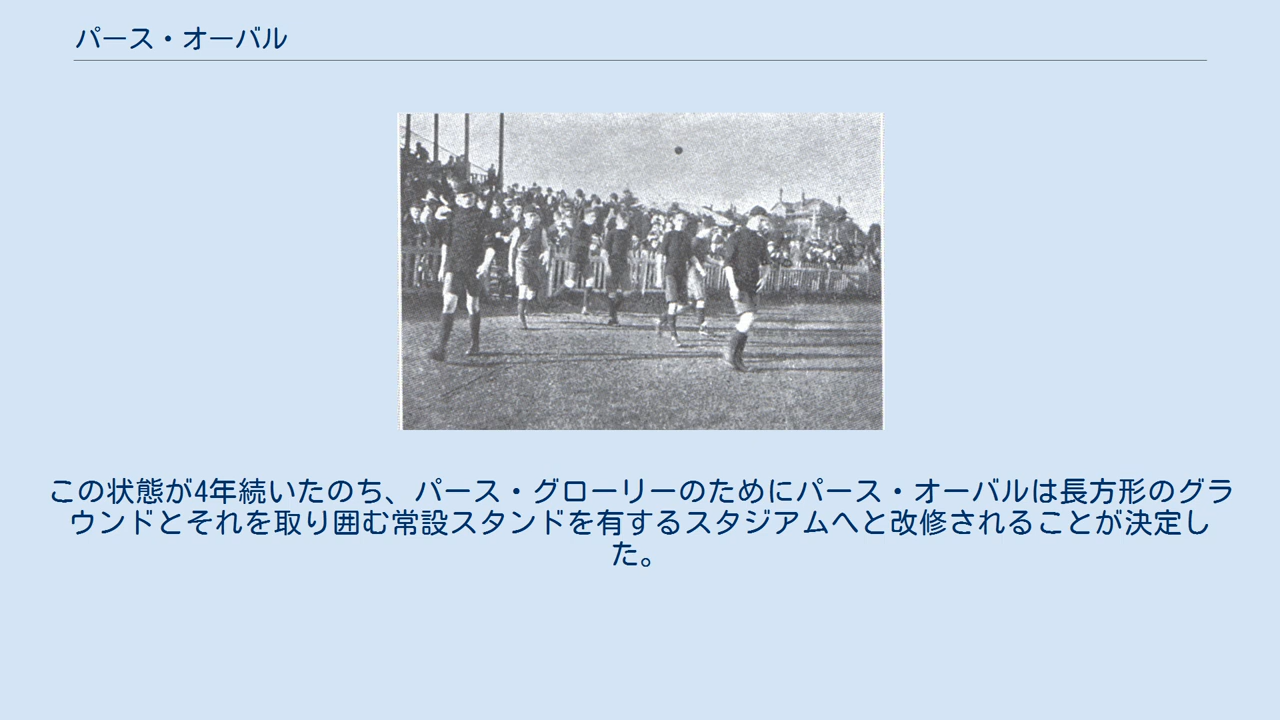 パース・オーバル
この状態が4年続いたのち、パース・グローリーのためにパース・オーバルは長方形のグラ
ウンドとそれを取り囲む常設スタンドを有するスタジアムへと改修されることが決定し
た。